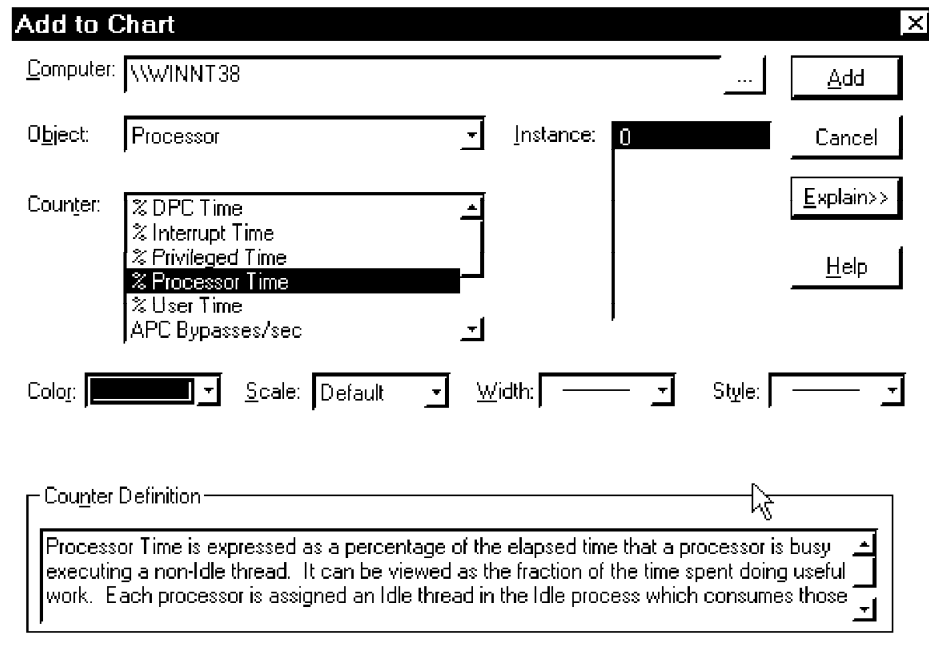 Add to Chart
Computer: \\WINNT38 ... Add
Object: Processor Instance: 0 Cancel
Counter: % DPC Time Explain>>
% Interrupt Time
% Privileged Time
% Processor Time Help
% User Time
APC Bypasses/sec
Color: Scale: Default Width: Style:
Counter Definition
Processor Time is expressed as a percentage of the elapsed time that a processor is busy
executing a non-Idle thread. It can be viewed as the fraction of the time spent doing useful
work. Each processor is assigned an Idle thread in the Idle process which consumes those